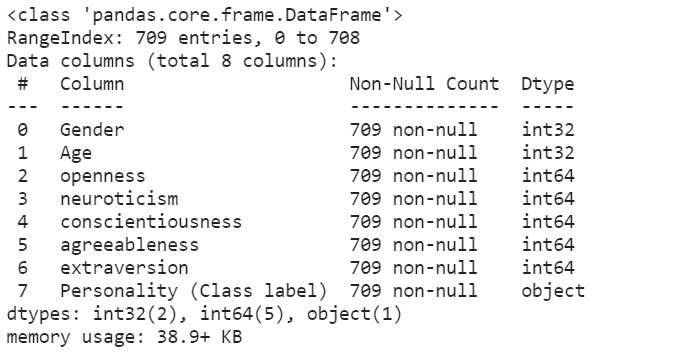 <class 'pandas.core.frame.DataFrame'>
RangeIndex: 709 entries, 0 to 708
Data columns (total 8 columns):
 #   Column                      Non-Null Count  Dtype
---  ------                      --------------  -----
 0   Gender                      709 non-null    int32
 1   Age                         709 non-null    int32
 2   openness                    709 non-null    int64
 3   neuroticism                 709 non-null    int64
 4   conscientiousness           709 non-null    int64
 5   agreeableness               709 non-null    int64
 6   extraversion                709 non-null    int64
 7   Personality (Class label)  709 non-null    object
dtypes: int32(2), int64(5), object(1)
memory usage: 38.9+ KB